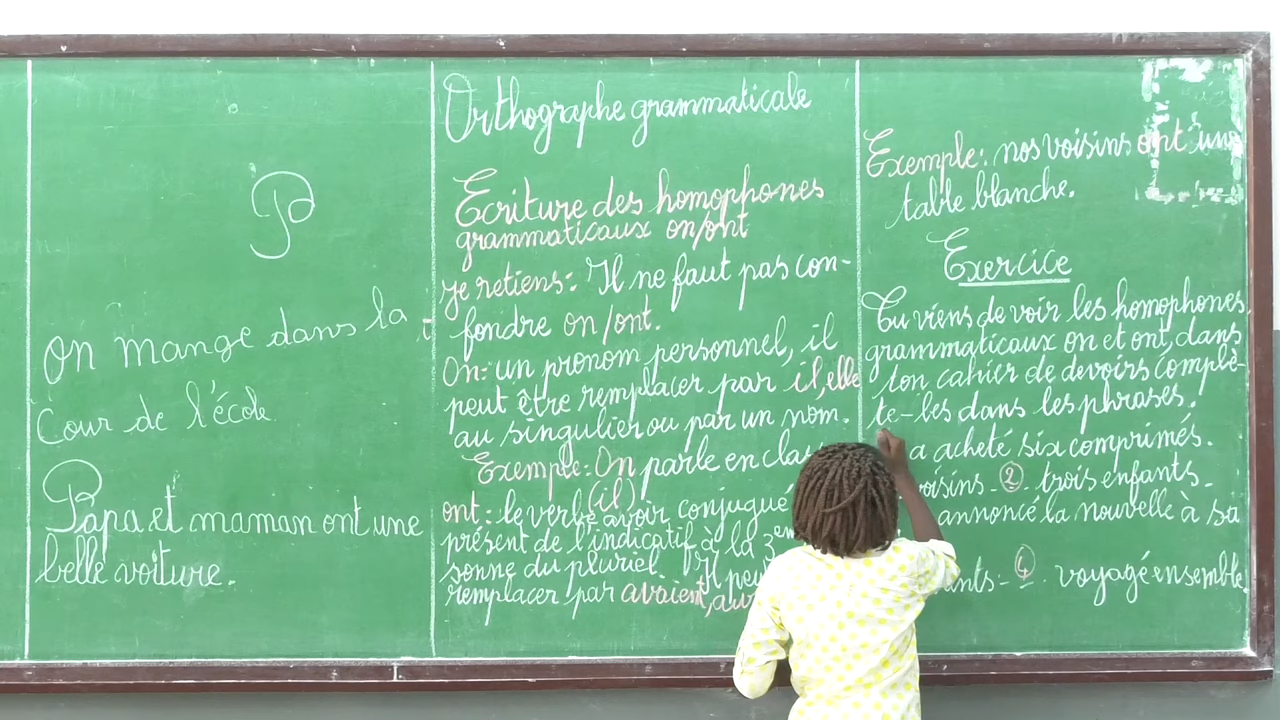 P
on mange dans la
Cour de l'école
Papa et maman ont une
belle voiture.
Orthographe grammaticale
Ecriture des homophones
grammaticaux on/ont
je retiens: Il ne faut pas con-
fondre on/ont.
On: un pronom personnel, il
peut être remplacer par il, elle
au singulier ou par un nom.
Exemple: On parle en
(il)
ont: le verbe avoir conjugué
présent de l'indicatif à la 3em
sonne du pluriel. Il
remplacer par avaient,
Exemple: nos voisins ont une
table blanche.
Exercice
Tu viens de voir les homophones
grammaticaux on et ont, dans
ton cahier de devoirs complè-
te-les dans les phrases.
a acheté six comprimés.
2 trois enfants.
annoncé la nouvelle à sa
4 voyagé ensemble